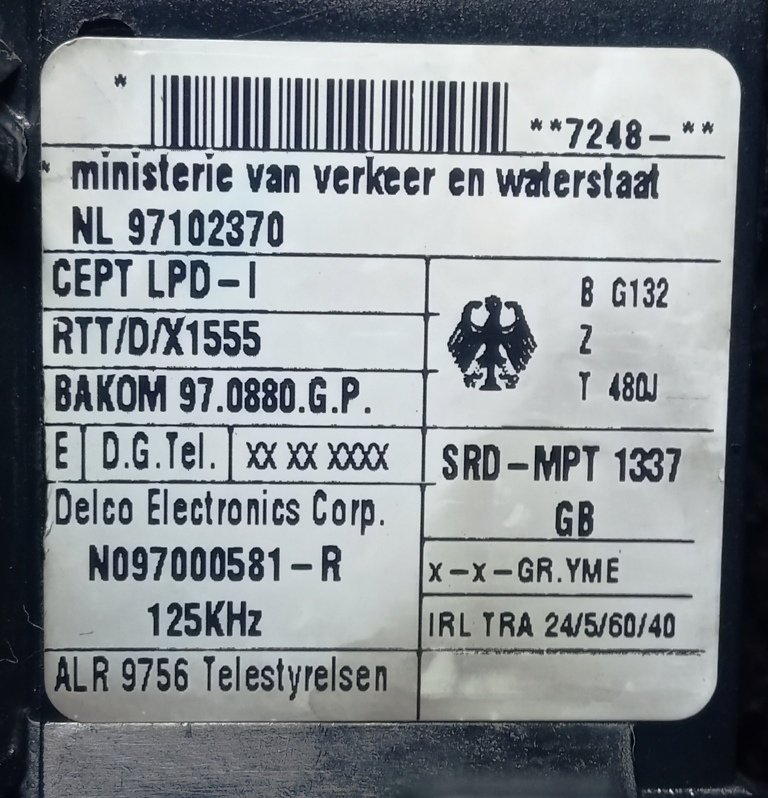 * **7248-**
* ministerie van verkeer en waterstaat
NL 97102370
CEPT LPD-I
RTT/D/X1555
BAKOM 97.0880.G.P.
E D.G.Tel. XX XX XXXX
Delco Electronics Corp.
N097000581-R
125KHz
ALR 9756 Telestyrelsen
B G132
Z
T 480J
SRD-MPT 1337
GB
x-x-GR.YME
IRL TRA 24/5/60/40